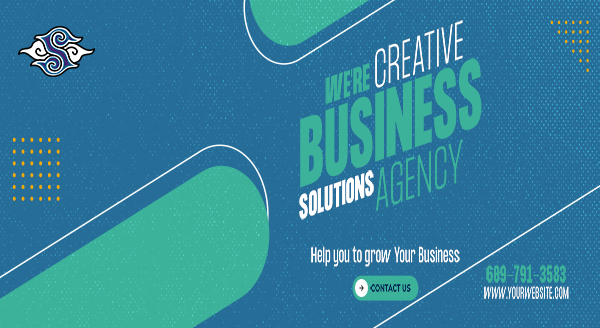 WE'RE CREATIVE
BUSINESS
SOLUTIONS AGENCY
Help you to grow Your Business
CONTACT US
689-791-3583
WWW.YOURWEBSITE.COM